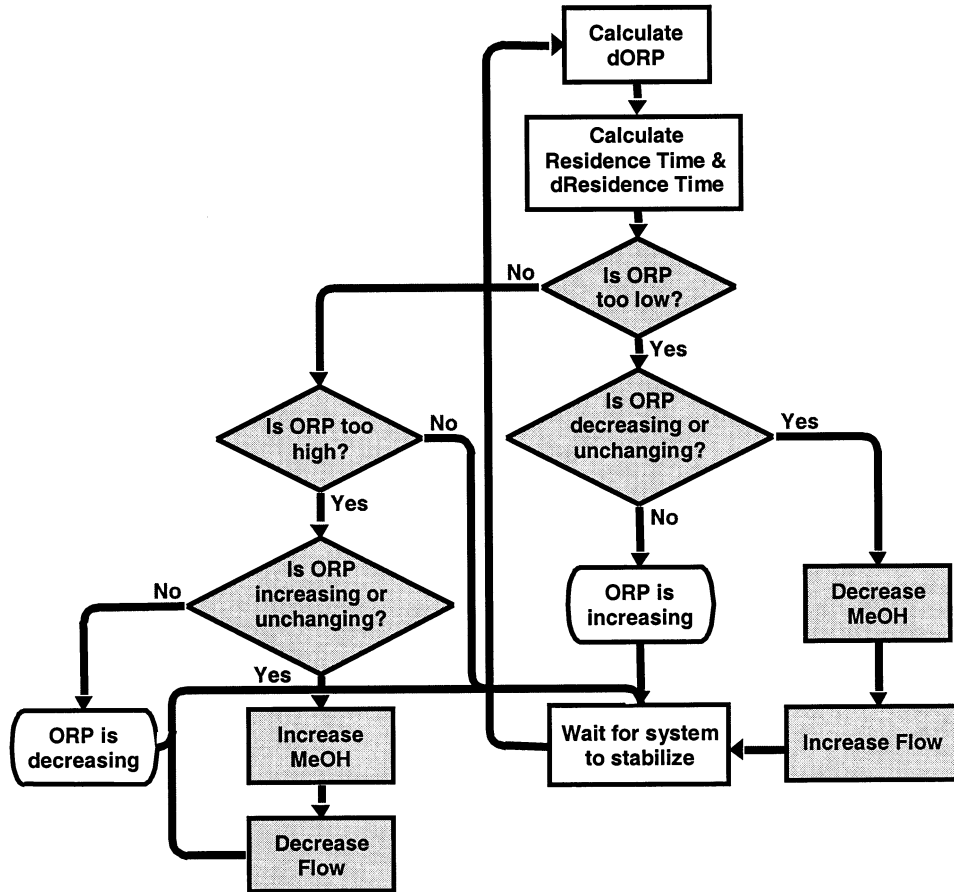 Calculate
dORP
Calculate
Residence Time &
dResidence Time
No
Is ORP
too low?
Yes
Is ORP too
high?
No
Is ORP
decreasing or
unchanging?
Yes
Yes
No
No
Is ORP
increasing or
unchanging?
ORP is
increasing
Decrease
MeOH
Yes
ORP is
decreasing
Increase
MeOH
Wait for system
to stabilize
Increase Flow
Decrease
Flow